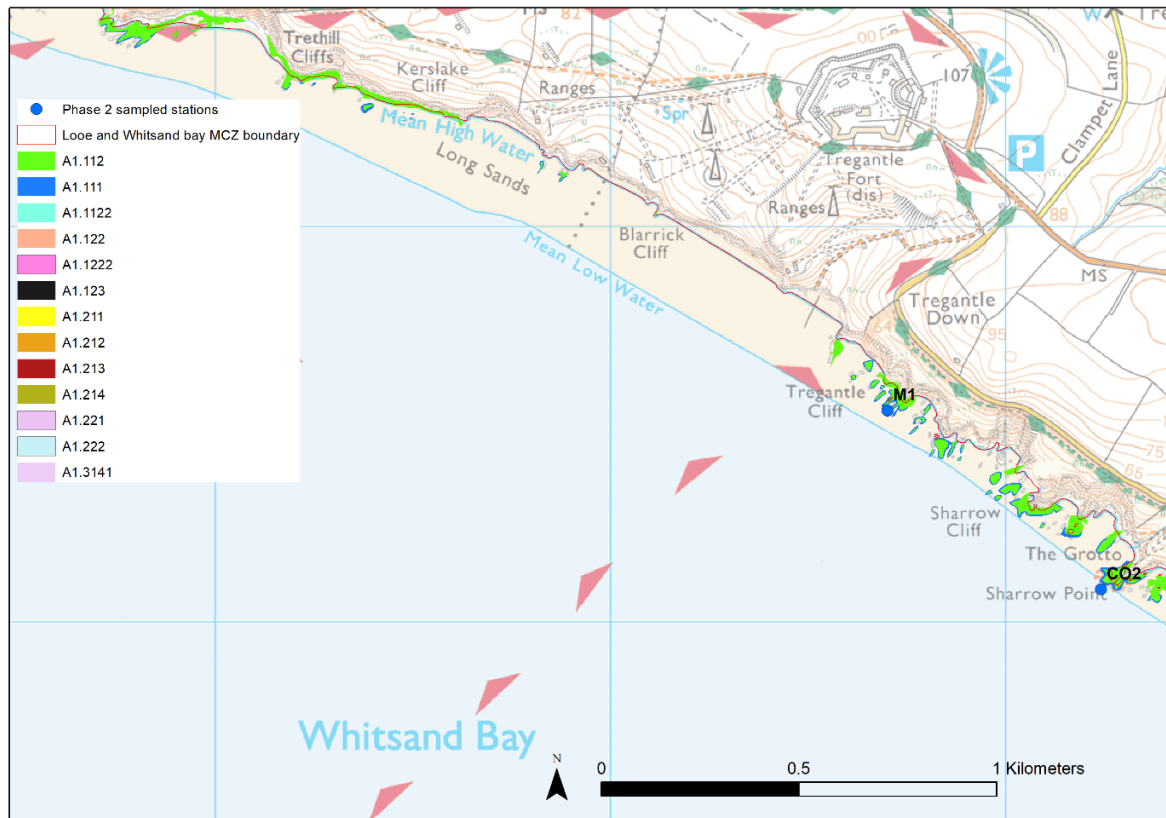 82
00
W
Trethill
Cliffs
Kerslake
Cliff
Ranges
107
Clampet Lane
Spr
P
Phase 2 sampled stations
Looe and Whitsand bay MCZ boundary
A1.112
A1.111
A1.1122
A1.122
A1.1222
A1.123
A1.211
A1.212
A1.213
A1.214
A1.221
A1.222
A1.3141
Mean High Water
Long Sands
Tregantle
Fort
(dis)
Ranges
88
Blarrick
Cliff
Mean Low Water
MS
Tregantle
Down
64
95
Tregantle
Cliff
M1
75
65
Sharrow
Cliff
The Grotto
CO2
Sharrow Point
Whitsand Bay
N
0
0.5
1 Kilometers